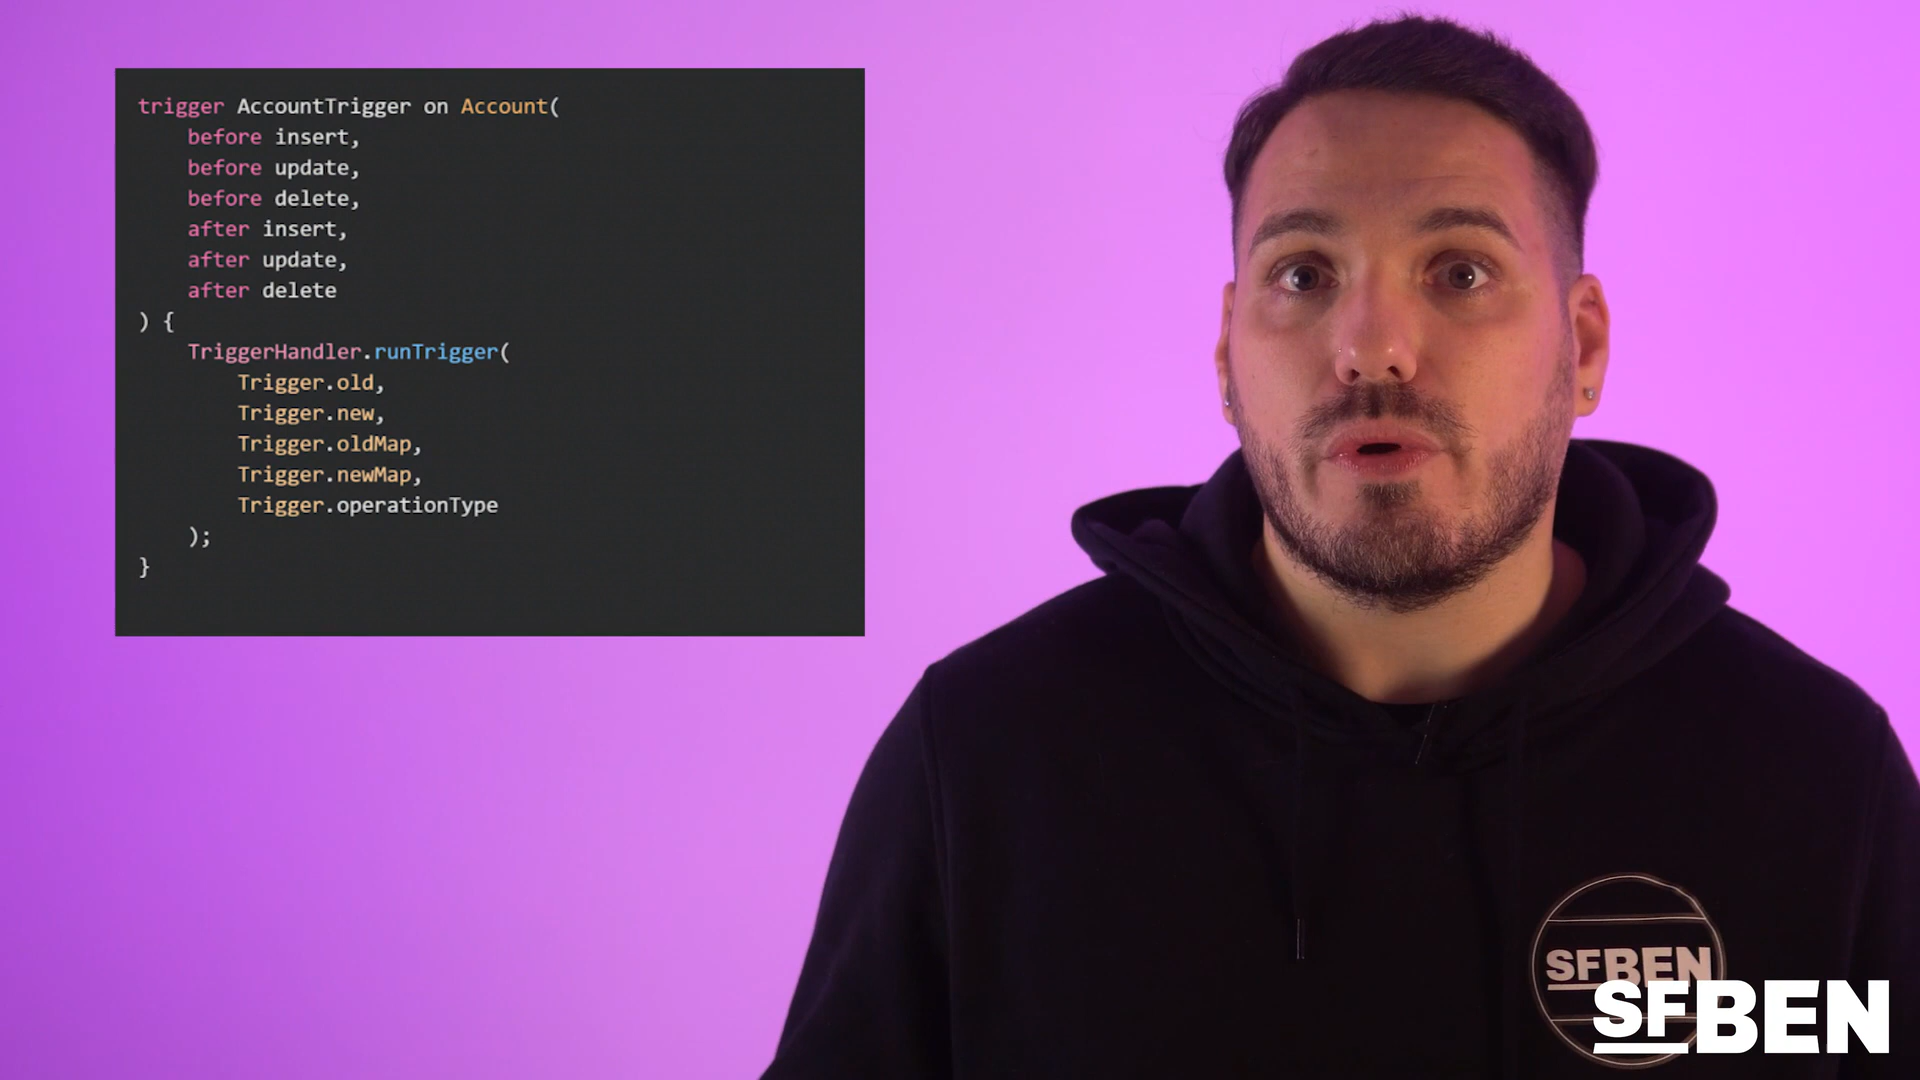 trigger AccountTrigger on Account(
    before insert,
    before update,
    before delete,
    after insert,
    after update,
    after delete
) {
    TriggerHandler.runTrigger(
        Trigger.old,
        Trigger.new,
        Trigger.oldMap,
        Trigger.newMap,
        Trigger.operationType
    );
}
SFBEN
SFBEN